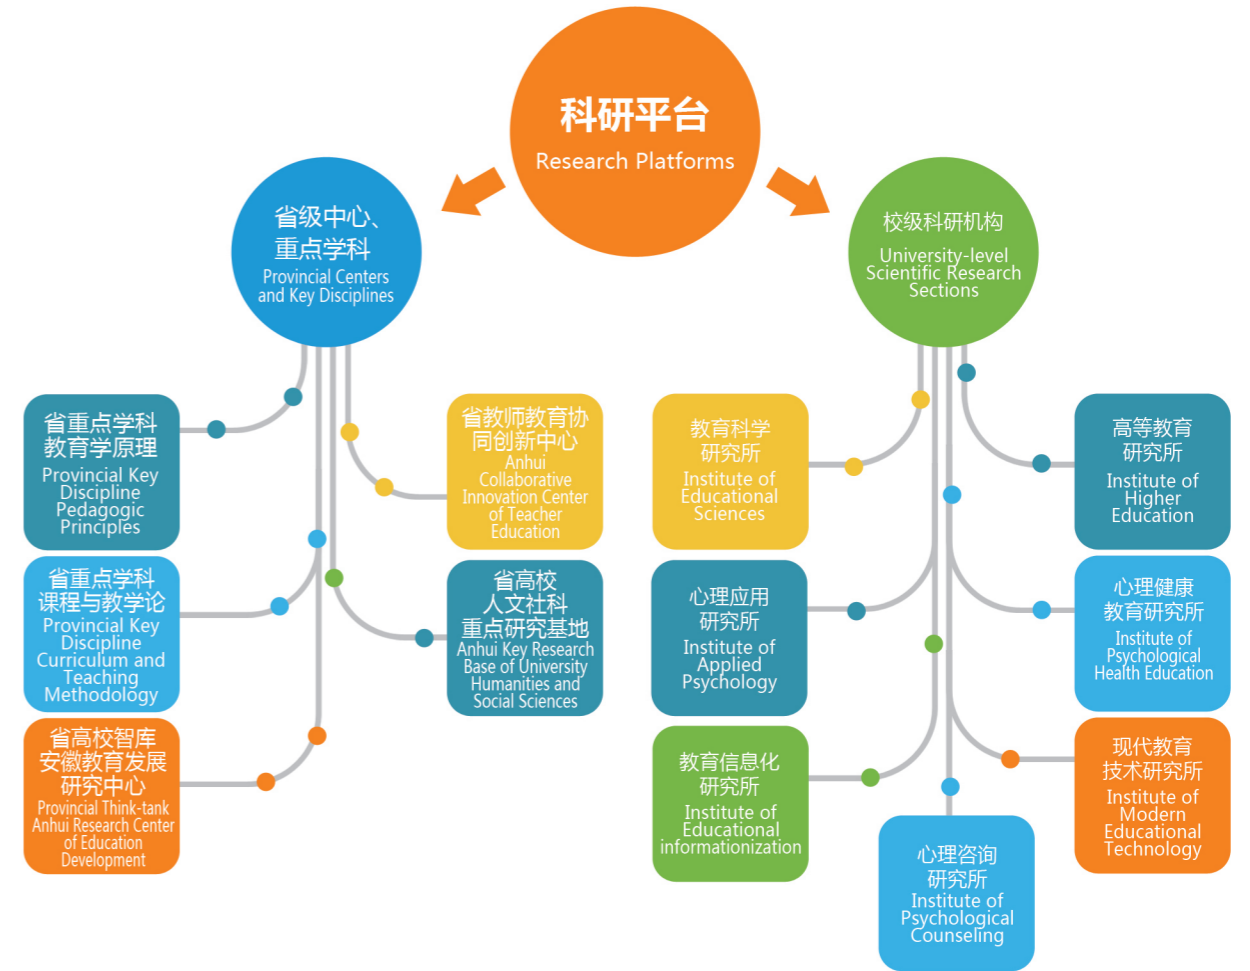 科研平台
Research Platforms
省级中心、
重点学科
Provincial Centers
and Key Disciplines
校级科研机构
University-level
Scientific Research
Sections
省重点学科
教育学原理
Provincial Key
Discipline
Pedagogic
Principles
省重点学科
课程与教学论
Provincial Key
Discipline
Curriculum and
Teaching
Methodology
省高校智库
安徽教育发展
研究中心
Provincial Think-tank
Anhui Research Center
of Education
Development
省教师教育协
同创新中心
Anhui
Collaborative
Innovation Center
of Teacher
Education
省高校
人文社科
重点研究基地
Anhui Key Research
Base of University
Humanities and
Social Sciences
教育科学
研究所
Institute of
Educational
Sciences
心理应用
研究所
Institute of
Applied
Psychology
教育信息化
研究所
Institute of
Educational
informationization
心理咨询
研究所
Institute of
Psychological
Counseling
高等教育
研究所
Institute of
Higher
Education
心理健康
教育研究所
Institute of
Psychological
Health Education
现代教育
技术研究所
Institute of
Modern
Educational
Technology